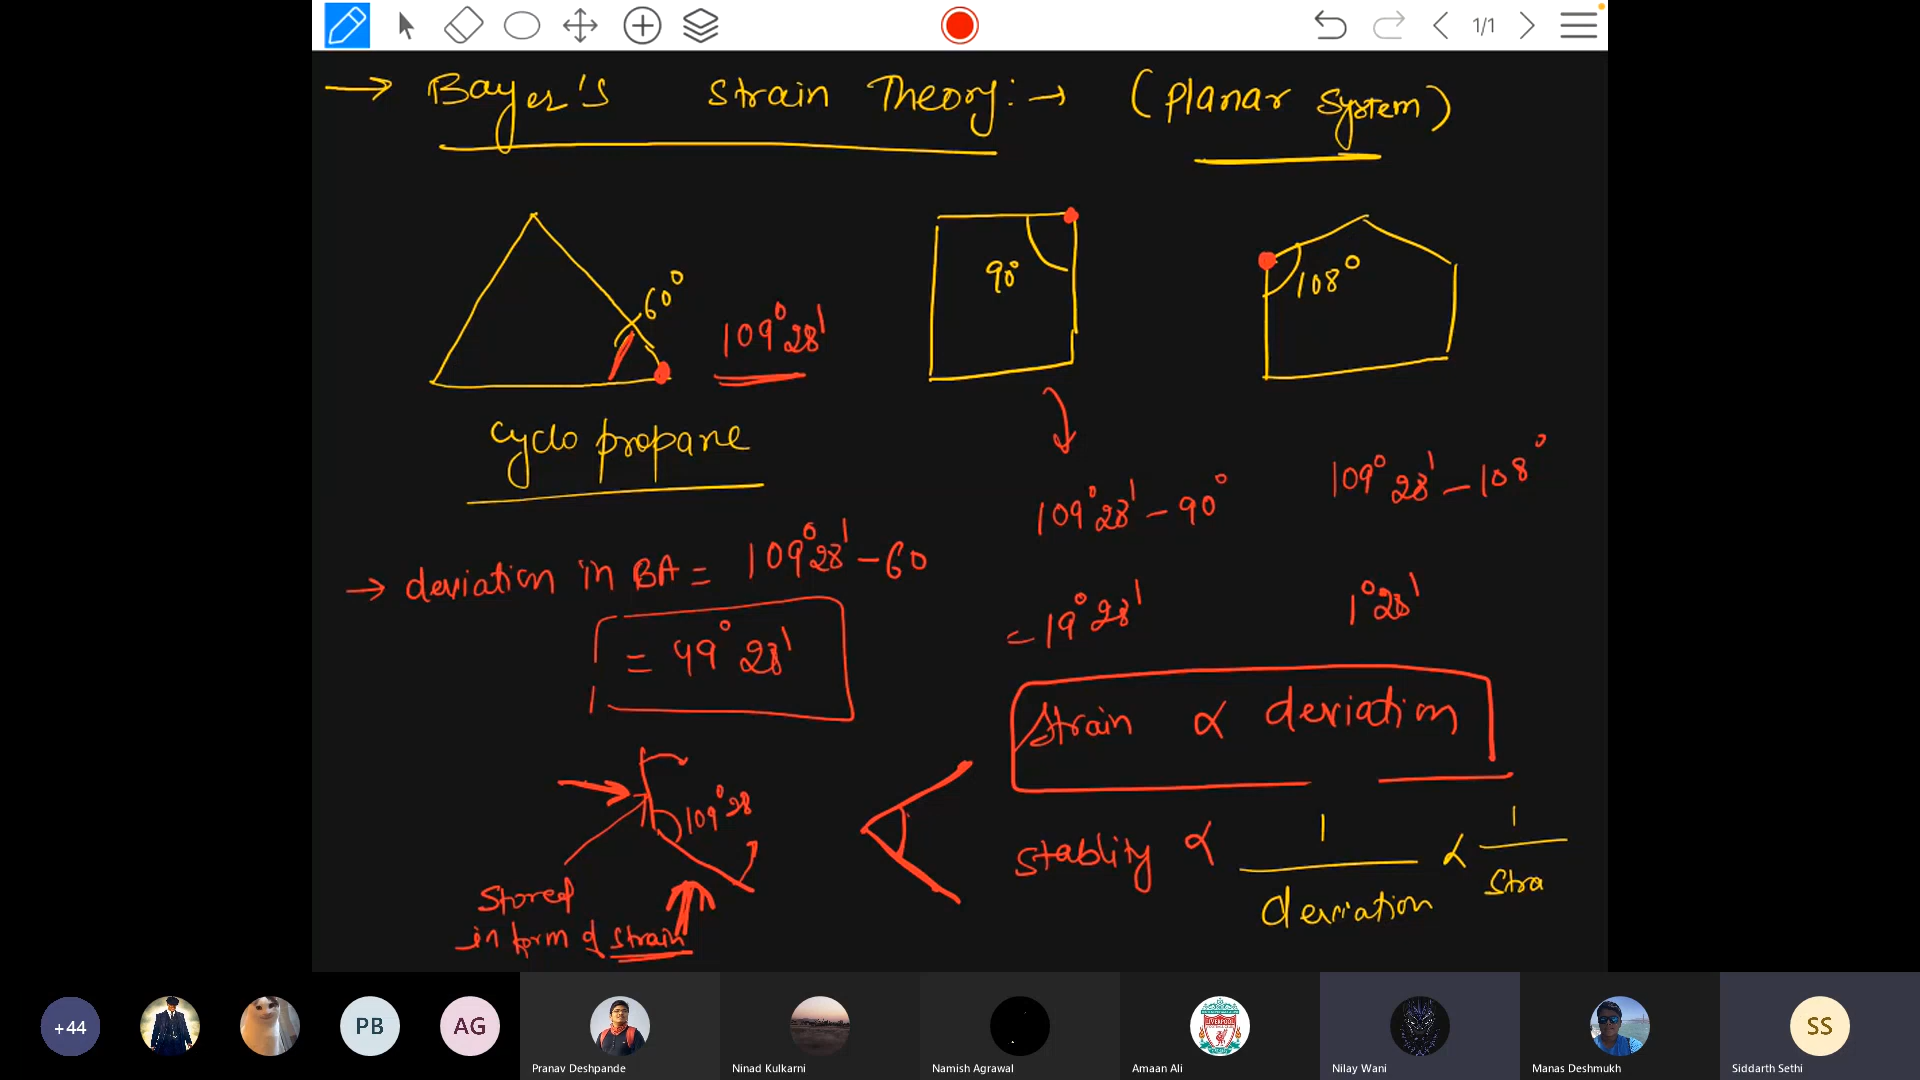 1/1
→ Bayer's strain Theory:→ (planar system)
60°
109°28'
90°
108°
cyclo propane
109°28' - 90°
109°28' - 108°
→ deviation in BA = 109°28' - 60
= 49° 28'
= 19° 28'
1° 28'
Strain ∝ deviation
109°28
Stablity ∝ 1/deviation ∝ 1/Stra
Stored
in form of strain
+44
PB
AG
LIVERPOOL
SS
Pranav Deshpande
Ninad Kulkarni
Namish Agrawal
Amaan Ali
Nilay Wani
Manas Deshmukh
Siddarth Sethi